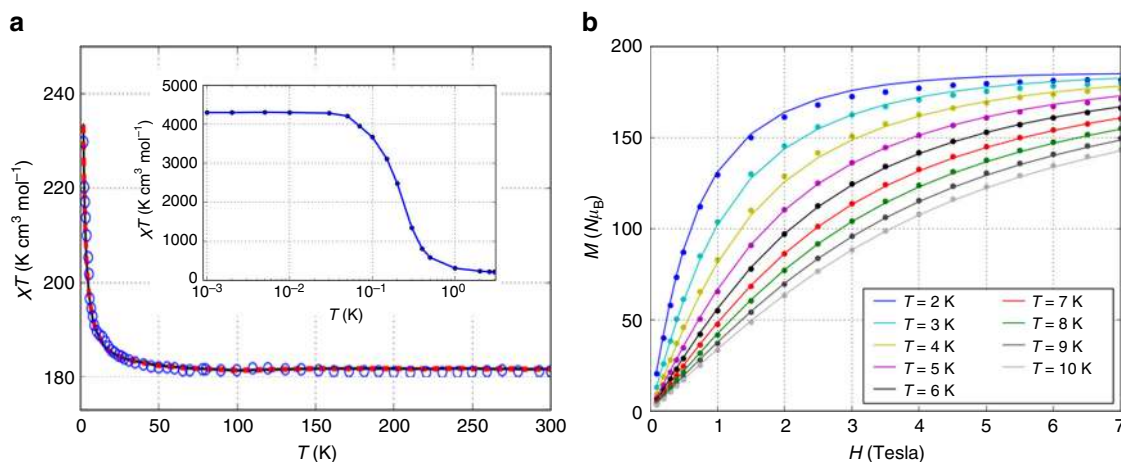 a
χT (K cm³ mol⁻¹)
240
220
200
180
0
50
100
150
200
250
300
T (K)
χT (K cm³ mol⁻¹)
5000
4000
3000
2000
1000
0
10⁻³
10⁻²
10⁻¹
10⁰
T (K)
b
M (Nμ_B)
200
150
100
50
0
0
1
2
3
4
5
6
7
H (Tesla)
T = 2 K
T = 3 K
T = 4 K
T = 5 K
T = 6 K
T = 7 K
T = 8 K
T = 9 K
T = 10 K